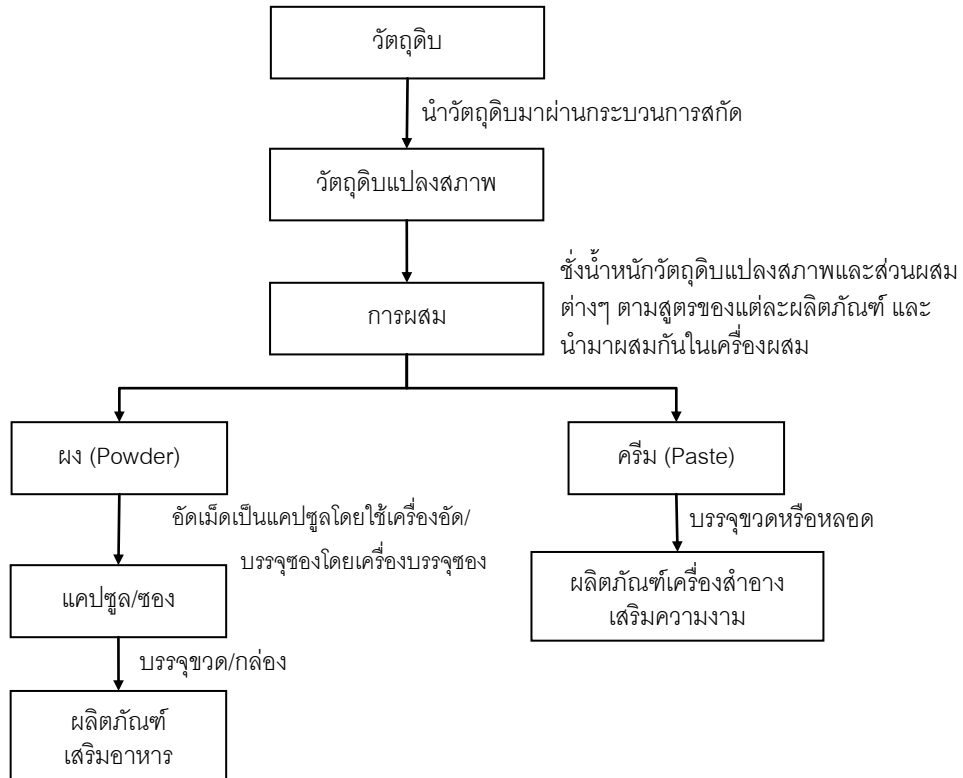 วัตถุดิบ
นำวัตถุดิบมาผ่านกระบวนการสกัด
วัตถุดิบแปลงสภาพ
ชั่งน้ำหนักวัตถุดิบแปลงสภาพและส่วนผสม
ต่างๆ ตามสูตรของแต่ละผลิตภัณฑ์ และ
นำมาผสมกันในเครื่องผสม
การผสม
ผง (Powder)
อัดเม็ดเป็นแคปซูลโดยใช้เครื่องอัด/
บรรจุซองโดยเครื่องบรรจุซอง
แคปซูล/ซอง
บรรจุขวด/กล่อง
ผลิตภัณฑ์
เสริมอาหาร
ครีม (Paste)
บรรจุขวดหรือหลอด
ผลิตภัณฑ์เครื่องสำอาง
เสริมความงาม